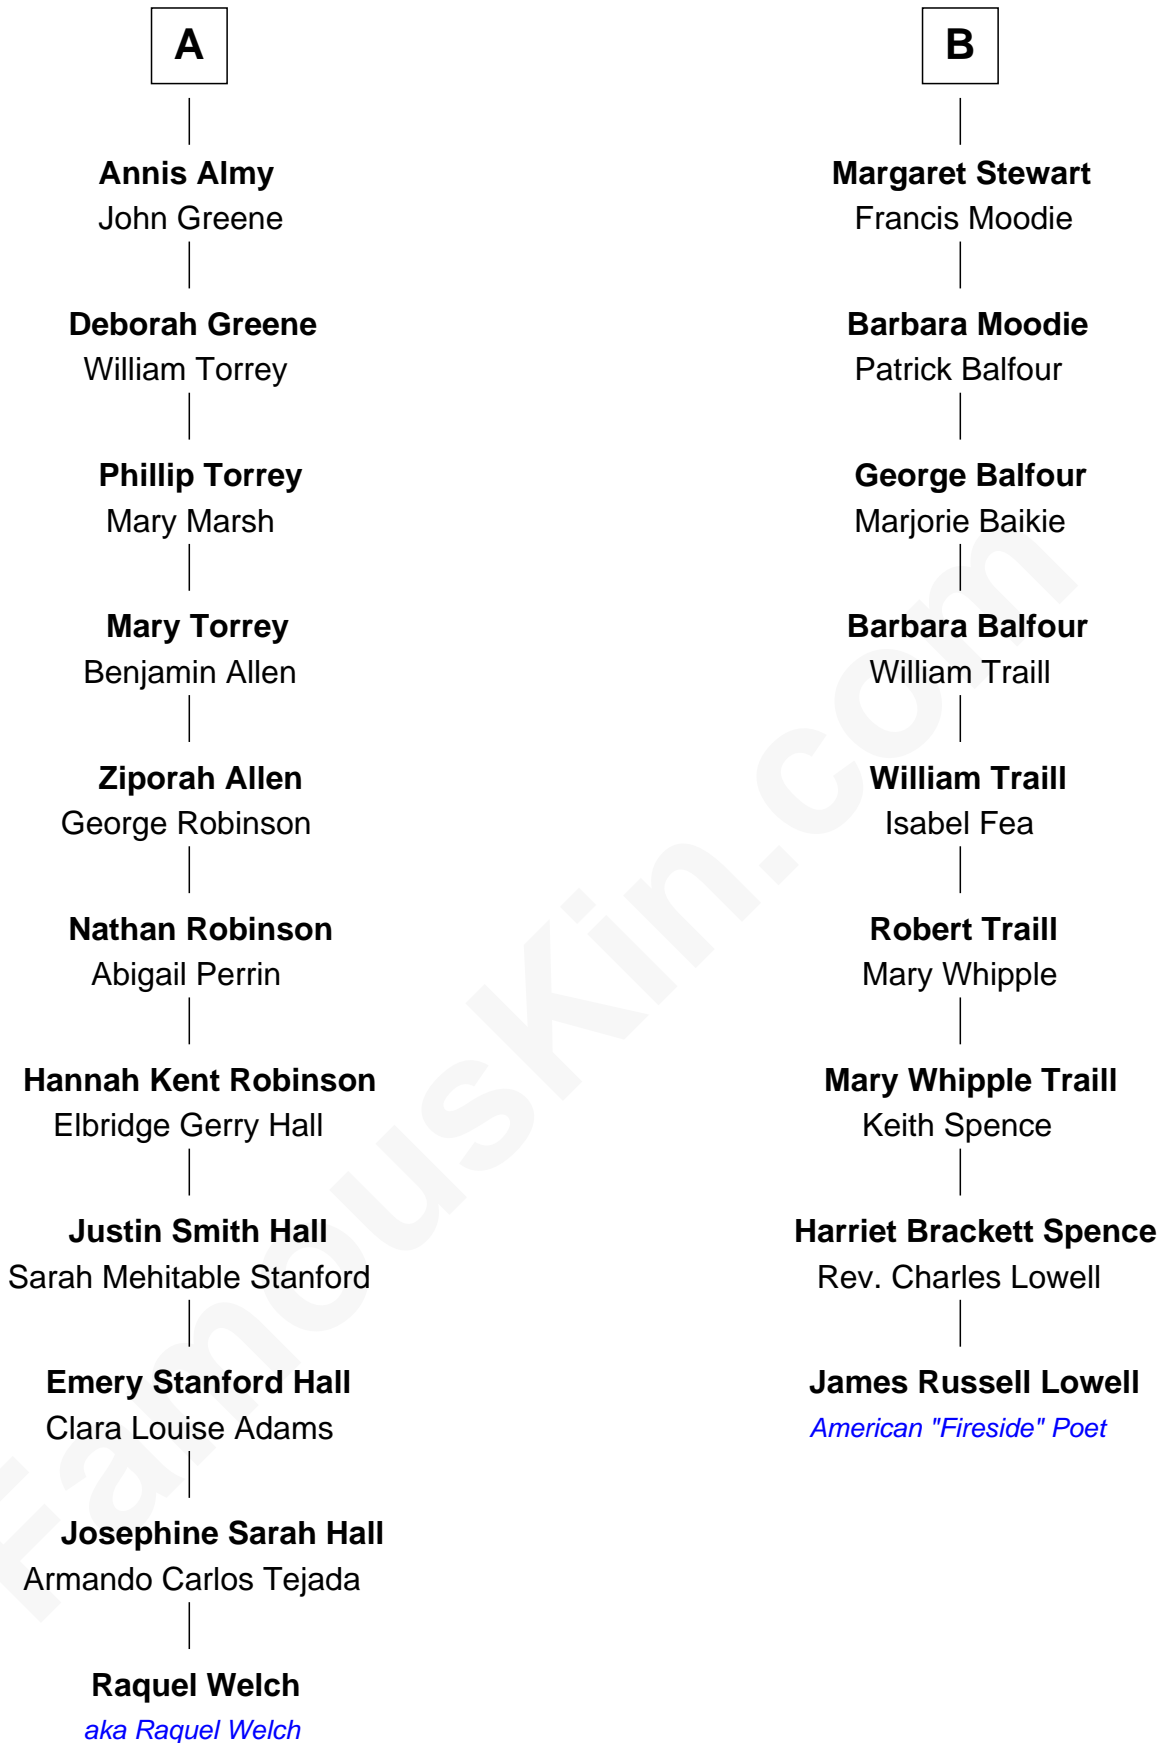 A
Annis Almy
John Greene
Deborah Greene
William Torrey
Phillip Torrey
Mary Marsh
Mary Torrey
Benjamin Allen
Ziporah Allen
George Robinson
Nathan Robinson
Abigail Perrin
Hannah Kent Robinson
Elbridge Gerry Hall
Justin Smith Hall
Sarah Mehitable Stanford
Emery Stanford Hall
Clara Louise Adams
Josephine Sarah Hall
Armando Carlos Tejada
Raquel Welch
aka Raquel Welch
B
Margaret Stewart
Francis Moodie
Barbara Moodie
Patrick Balfour
George Balfour
Marjorie Baikie
Barbara Balfour
William Traill
William Traill
Isabel Fea
Robert Traill
Mary Whipple
Mary Whipple Traill
Keith Spence
Harriet Brackett Spence
Rev. Charles Lowell
James Russell Lowell
American "Fireside" Poet
FamousKin.com